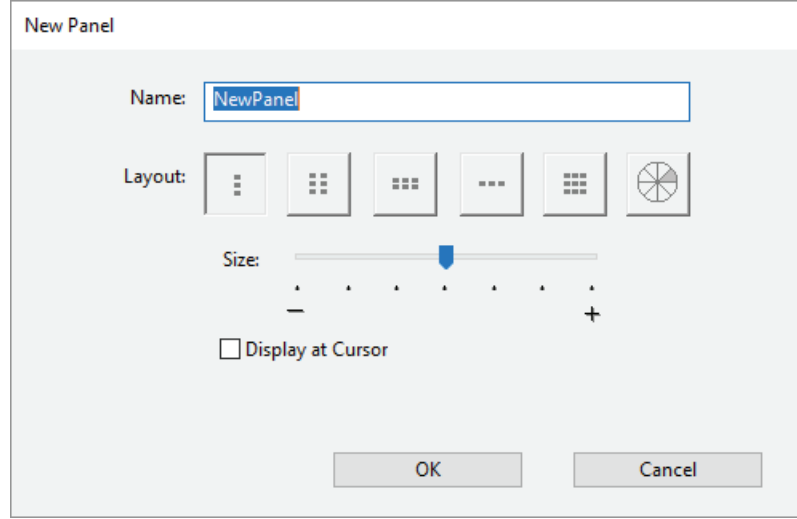 New Panel
Name: NewPanel
Layout:
Size:
− +
Display at Cursor
OK Cancel